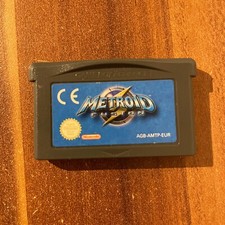 CE
METROID
FUSION
Nintendo
AGB-AMTP-EUR